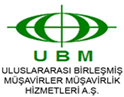 UBM
ULUSLARARASI BİRLEŞMİŞ
MÜŞAVİRLER MÜŞAVİRLİK
HİZMETLERİ A.Ş.